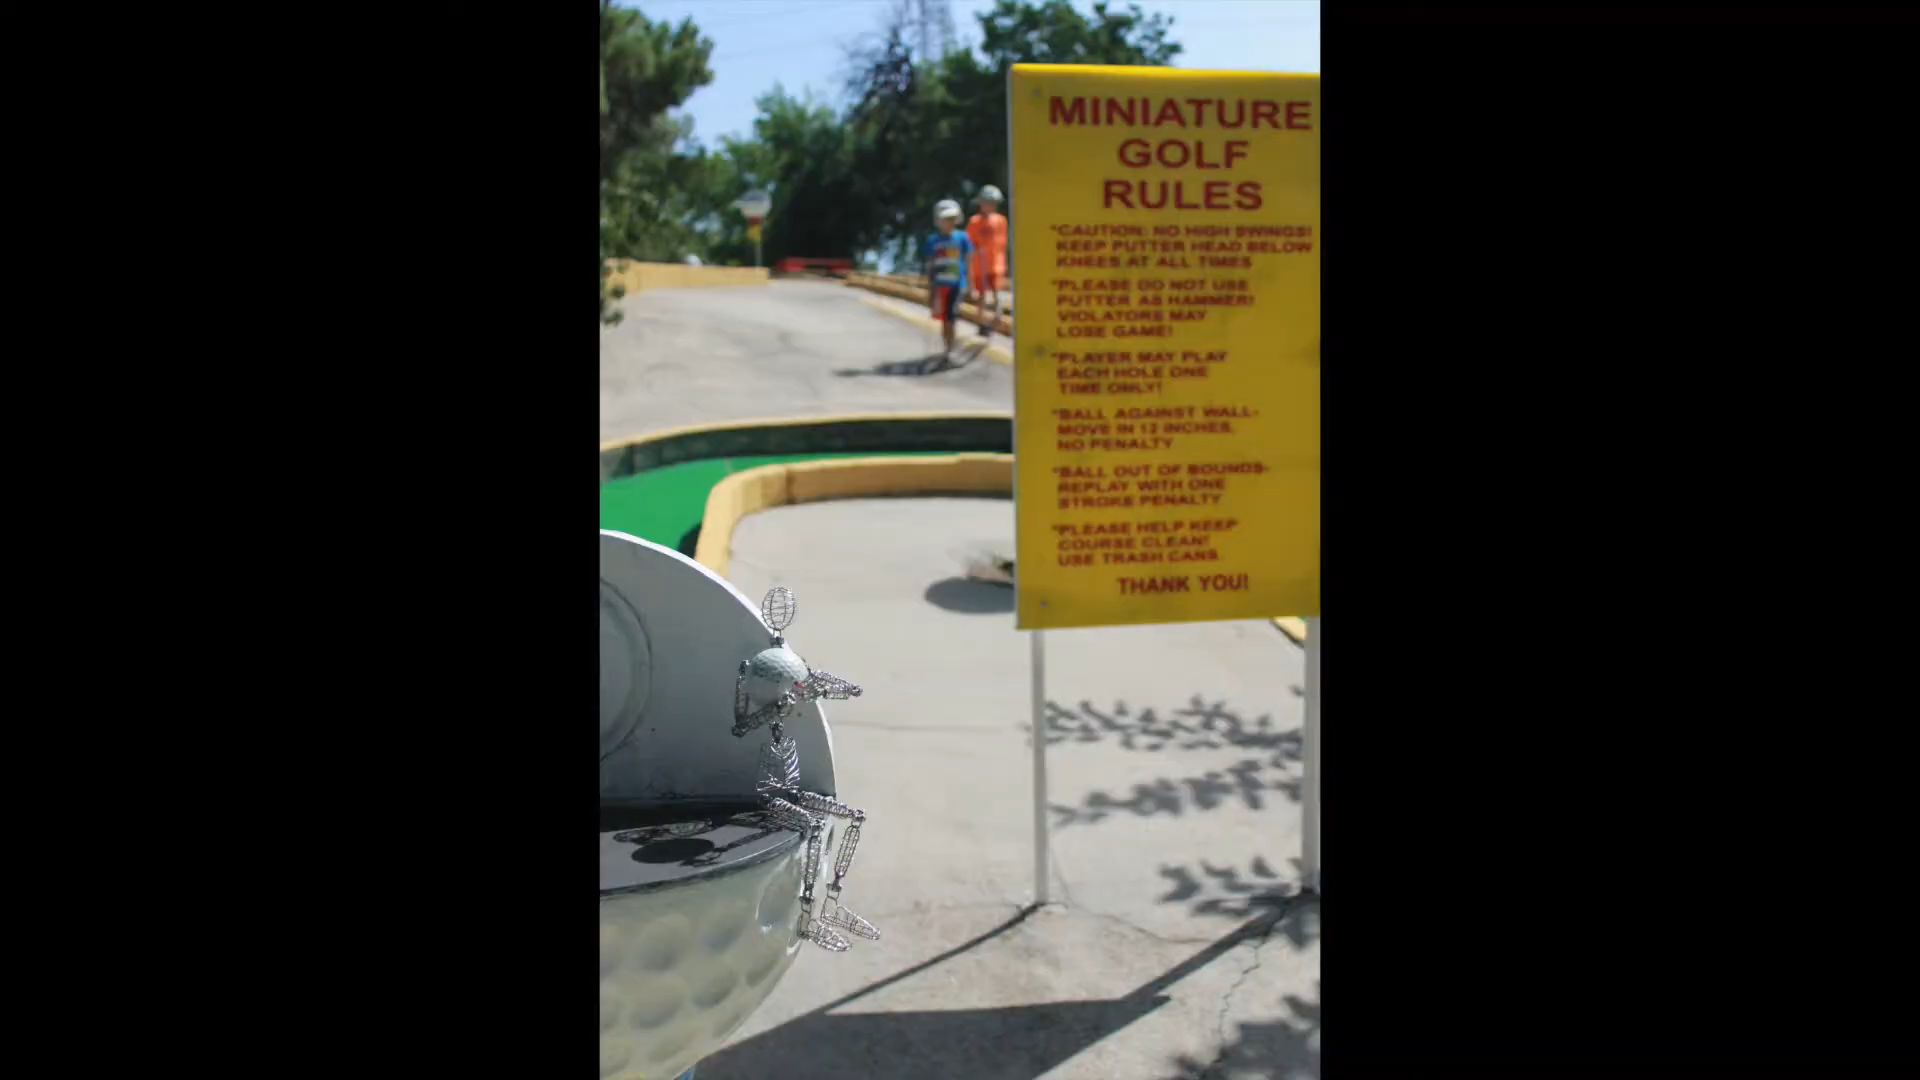 MINIATURE
GOLF
RULES
*CAUTION: NO HIGH SWINGS!
KEEP PUTTER HEAD BELOW
KNEES AT ALL TIMES
*PLEASE DO NOT USE
PUTTER AS HAMMER!
VIOLATORS MAY
LOSE GAME!
*PLAYER MAY PLAY
EACH HOLE ONE
TIME ONLY!
*BALL AGAINST WALL-
MOVE IN 12 INCHES.
NO PENALTY
*BALL OUT OF BOUNDS-
REPLAY WITH ONE
STROKE PENALTY
*PLEASE HELP KEEP
COURSE CLEAN!
USE TRASH CANS
THANK YOU!